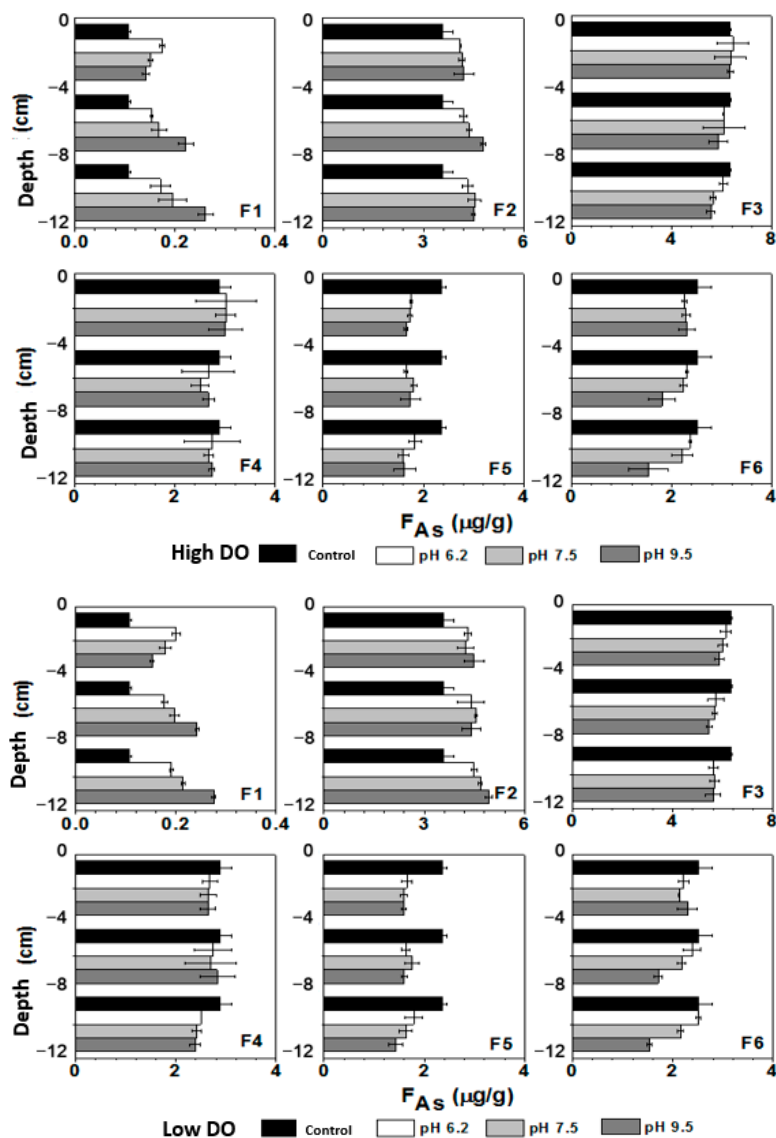 0
−4
−8
−12
Depth (cm)
0.0 0.2 0.4
F1
0
−4
−8
−12
0 3 6
F2
0
−4
−8
−12
0 4 8
F3
0
−4
−8
−12
Depth (cm)
0 2 4
F4
0
−4
−8
−12
0 2 4
F5
0
−4
−8
−12
0 2 4
F6
FAs (µg/g)
High DO Control pH 6.2 pH 7.5 pH 9.5
0
−4
−8
−12
Depth (cm)
0.0 0.2 0.4
F1
0
−4
−8
−12
0 3 6
F2
0
−4
−8
−12
0 4 8
F3
0
−4
−8
−12
Depth (cm)
0 2 4
F4
0
−4
−8
−12
0 2 4
F5
0
−4
−8
−12
0 2 4
F6
FAs (µg/g)
Low DO Control pH 6.2 pH 7.5 pH 9.5